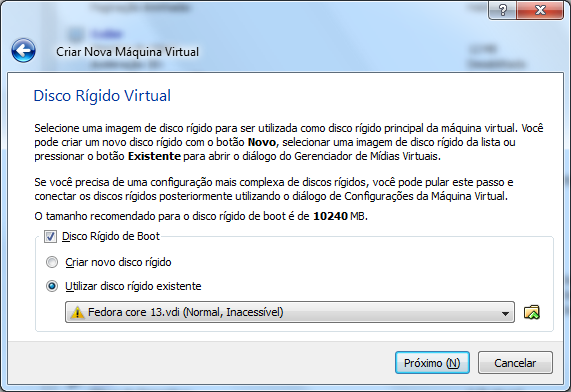 Criar Nova Máquina Virtual
Disco Rígido Virtual
Selecione uma imagem de disco rígido para ser utilizada como disco rígido principal da máquina virtual. Você
pode criar um novo disco rígido com o botão Novo, selecionar uma imagem de disco rígido da lista ou
pressionar o botão Existente para abrir o diálogo do Gerenciador de Mídias Virtuais.
Se você precisa de uma configuração mais complexa de discos rígidos, você pode pular este passo e
conectar os discos rígidos posteriormente utilizando o diálogo de Configurações da Máquina Virtual.
O tamanho recomendado para o disco rígido de boot é de 10240 MB.
Disco Rígido de Boot
Criar novo disco rígido
Utilizar disco rígido existente
Fedora core 13.vdi (Normal, Inacessível)
Próximo (N)
Cancelar